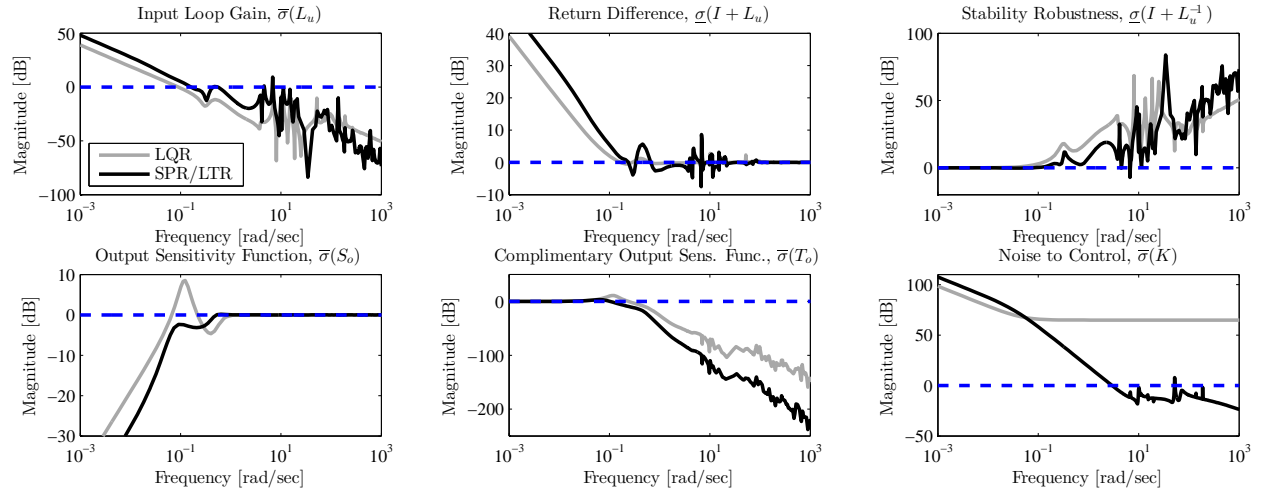 Input Loop Gain, σ̅(L_u)
Magnitude [dB]
50
0
−50
−100
LQR
SPR/LTR
10^−3 10^−1 10^1 10^3
Frequency [rad/sec]
Return Difference, σ̲(I + L_u)
Magnitude [dB]
40
30
20
10
0
−10
10^−3 10^−1 10^1 10^3
Frequency [rad/sec]
Stability Robustness, σ̲(I + L_u^−1)
Magnitude [dB]
100
50
0
10^−3 10^−1 10^1 10^3
Frequency [rad/sec]
Output Sensitivity Function, σ̅(S_o)
Magnitude [dB]
10
0
−10
−20
−30
10^−3 10^−1 10^1 10^3
Frequency [rad/sec]
Complimentary Output Sens. Func., σ̅(T_o)
Magnitude [dB]
0
−100
−200
10^−3 10^−1 10^1 10^3
Frequency [rad/sec]
Noise to Control, σ̅(K)
Magnitude [dB]
100
50
0
−50
10^−3 10^−1 10^1 10^3
Frequency [rad/sec]